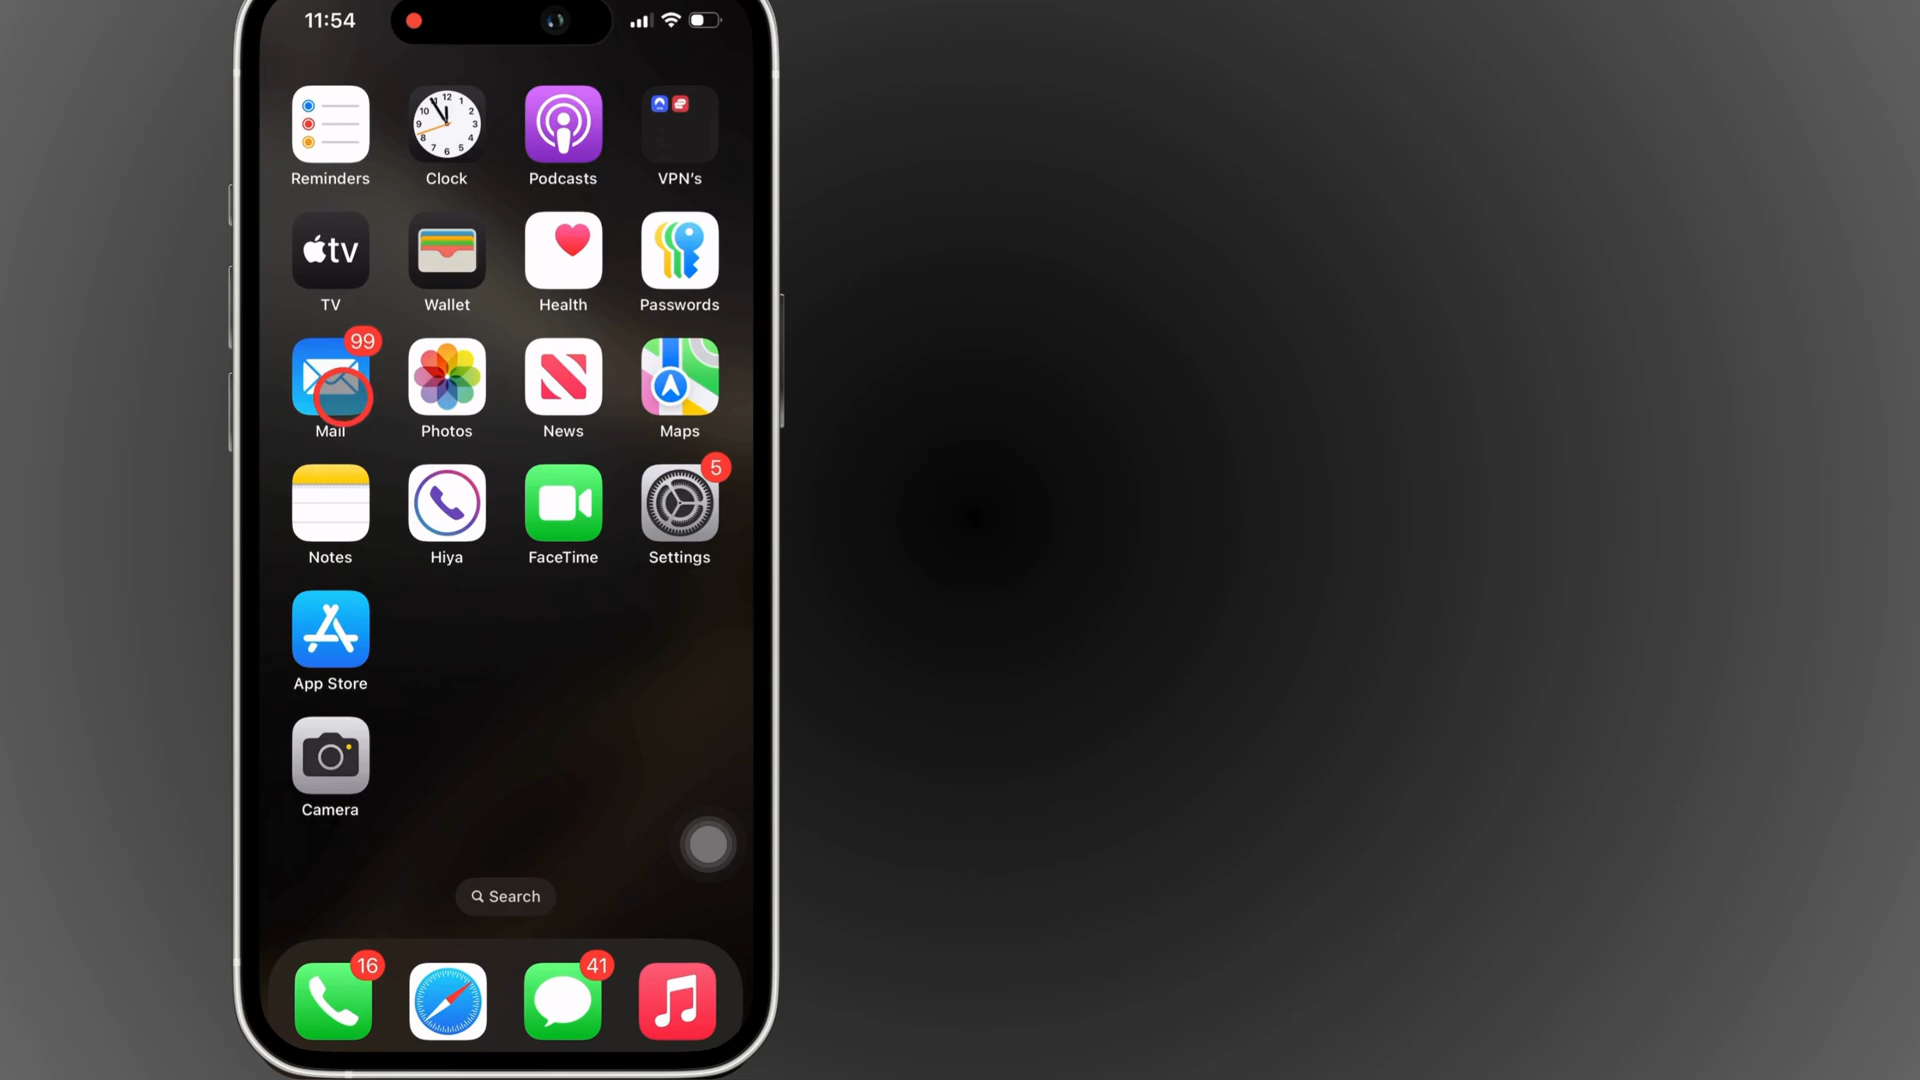 11:54
Reminders Clock Podcasts VPN's
tv
TV Wallet Health Passwords
99
Mail Photos News Maps
5
Notes Hiya FaceTime Settings
App Store
Camera
Search
16 41